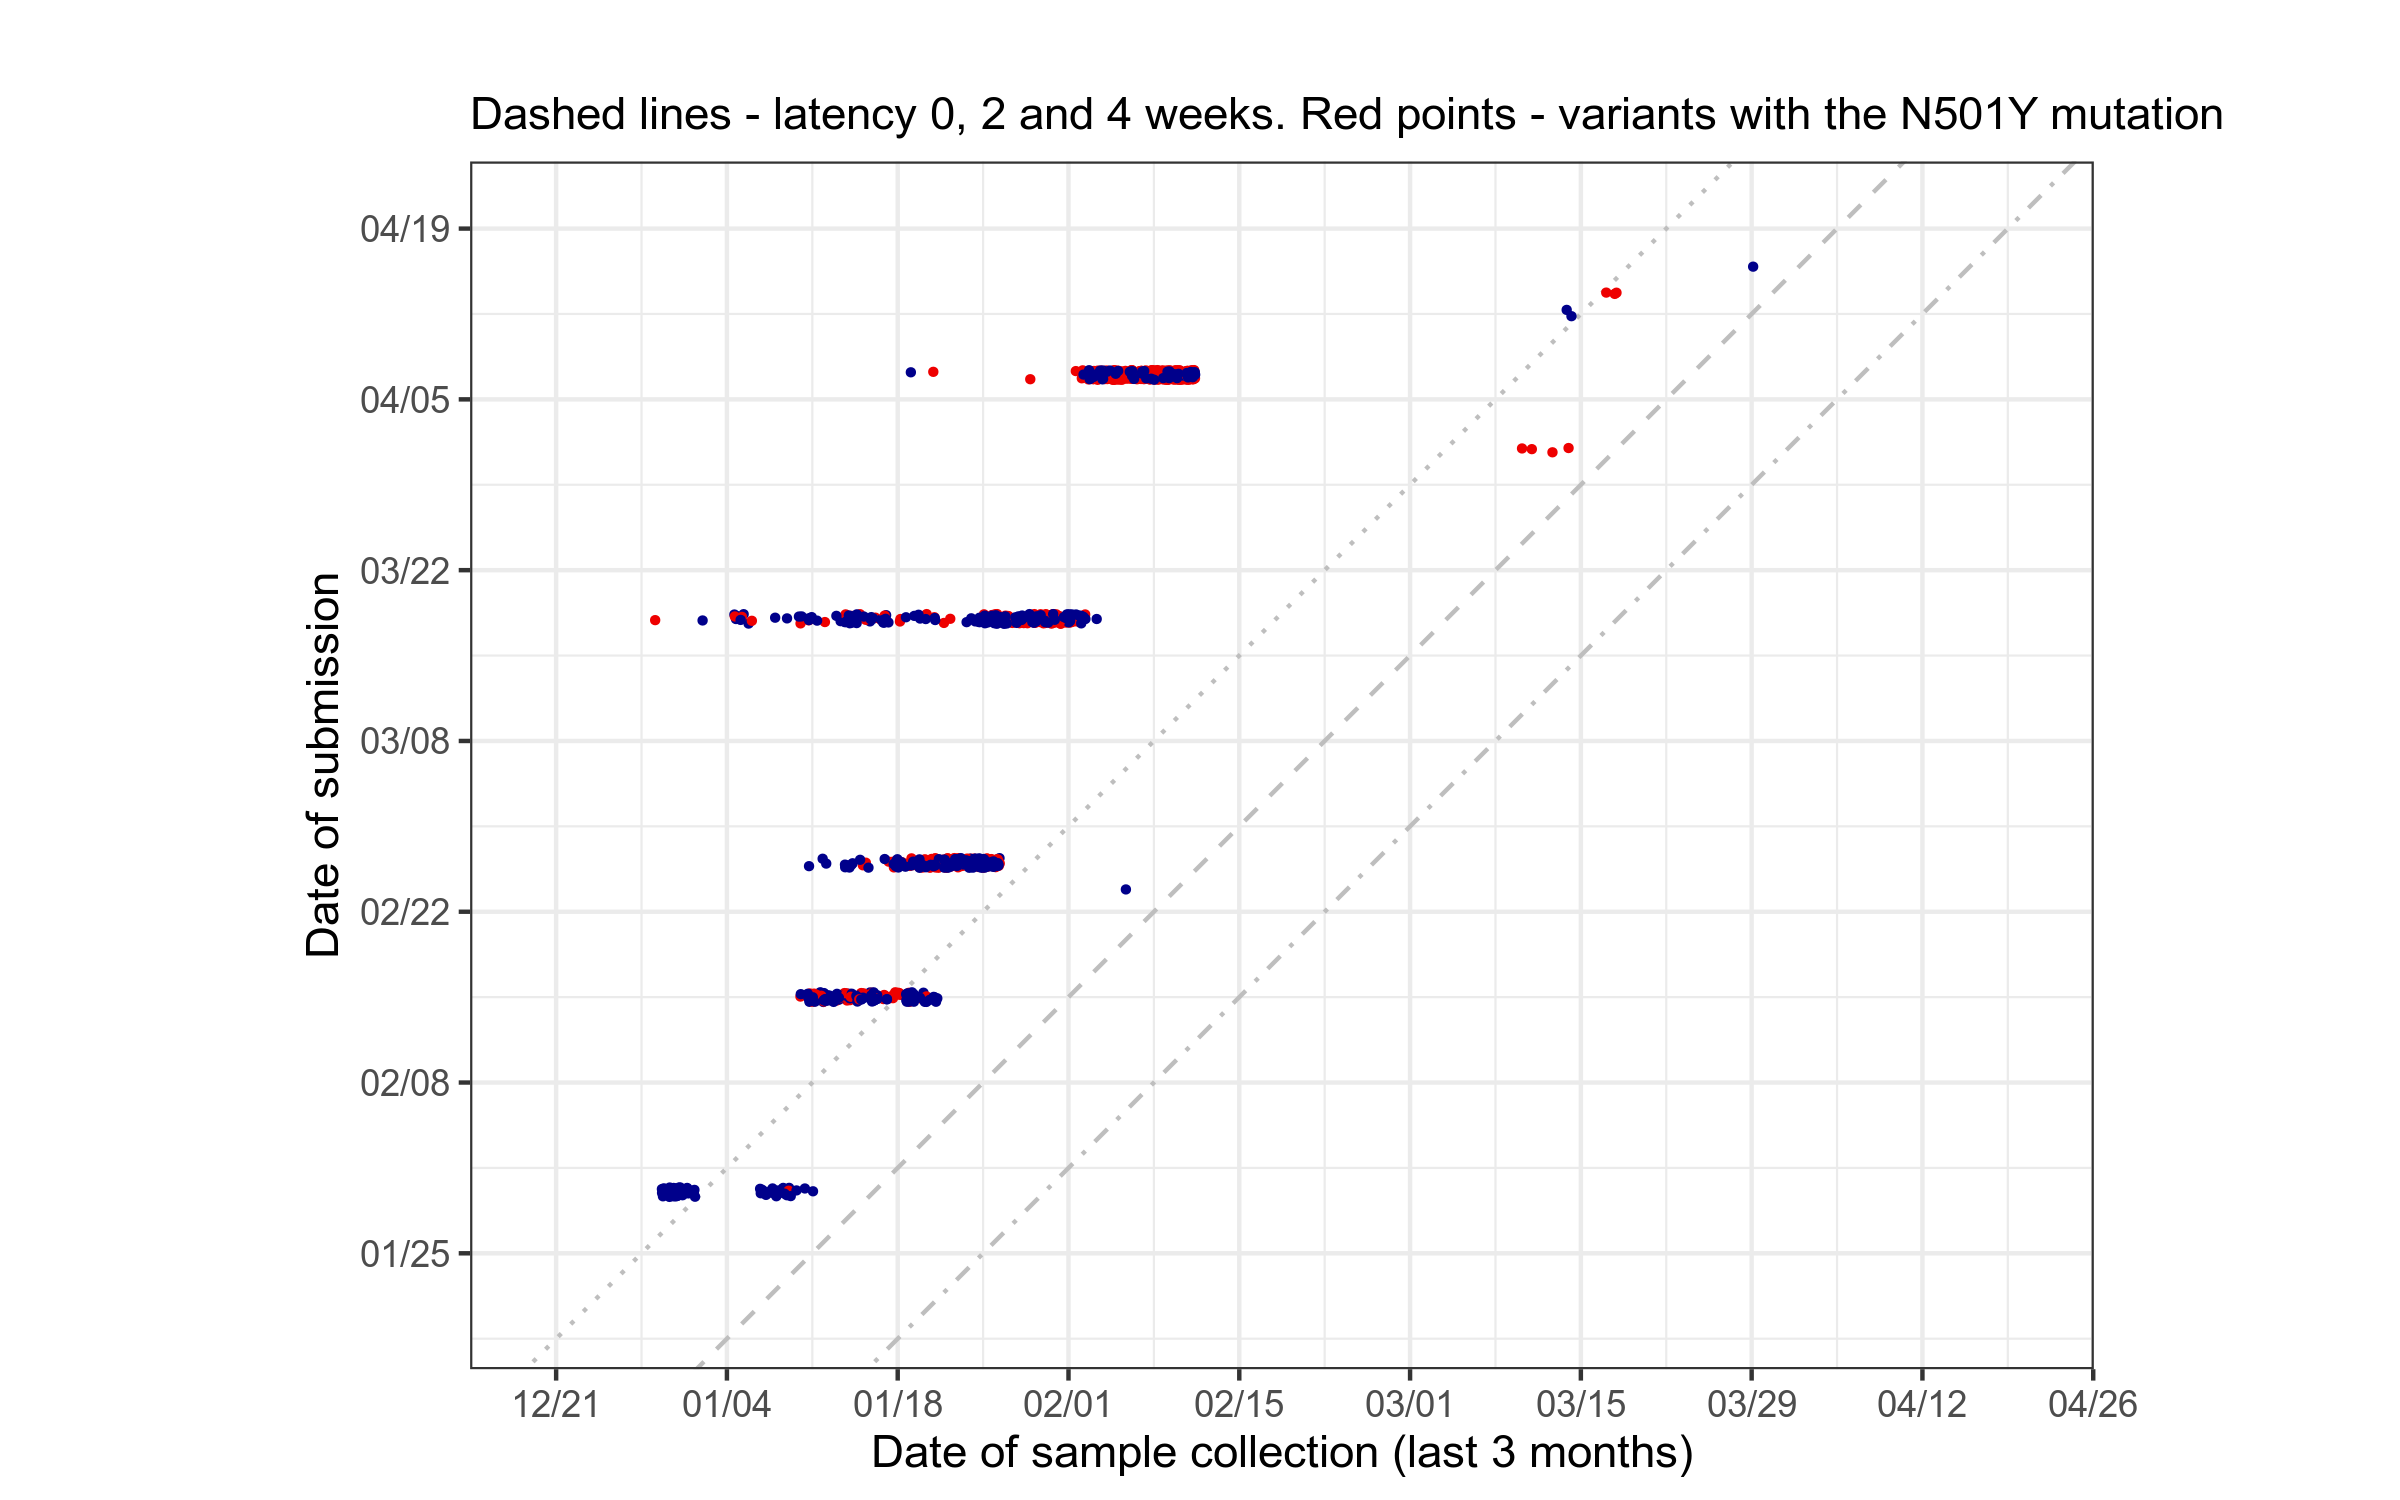 Dashed lines - latency 0, 2 and 4 weeks. Red points - variants with the N501Y mutation
Date of submission
04/19
04/05
03/22
03/08
02/22
02/08
01/25
12/21 01/04 01/18 02/01 02/15 03/01 03/15 03/29 04/12 04/26
Date of sample collection (last 3 months)